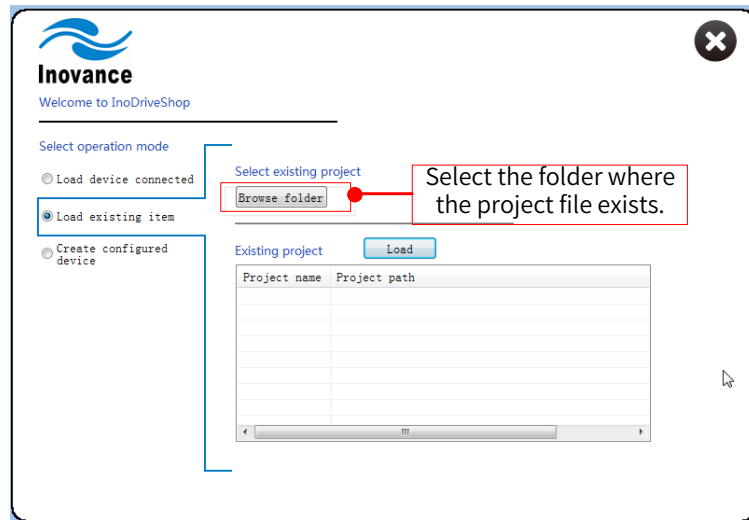 Inovance
Welcome to InoDriveShop
Select operation mode
Load device connected
Load existing item
Create configured
device
Select existing project
Browse folder
Select the folder where
the project file exists.
Existing project
Load
Project name Project path